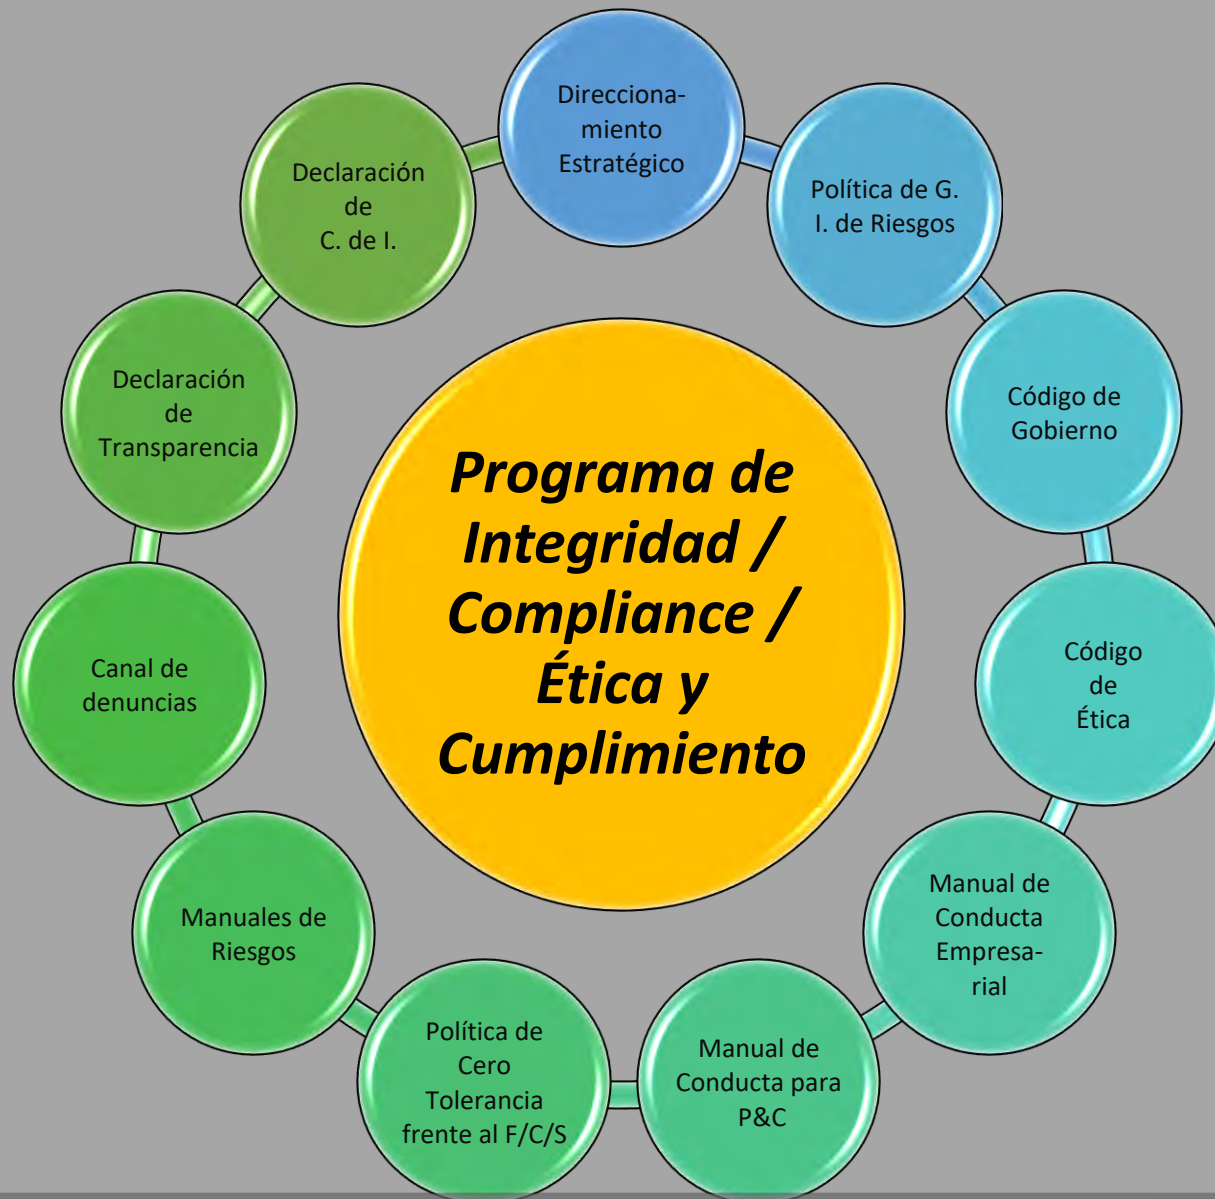 Direcciona-
miento
Estratégico
Política de G.
I. de Riesgos
Código de
Gobierno
Código
de
Ética
Manual de
Conducta
Empresa-
rial
Manual de
Conducta para
P&C
Política de
Cero
Tolerancia
frente al F/C/S
Manuales de
Riesgos
Canal de
denuncias
Declaración
de
Transparencia
Declaración
de
C. de I.
Programa de
Integridad /
Compliance /
Ética y
Cumplimiento